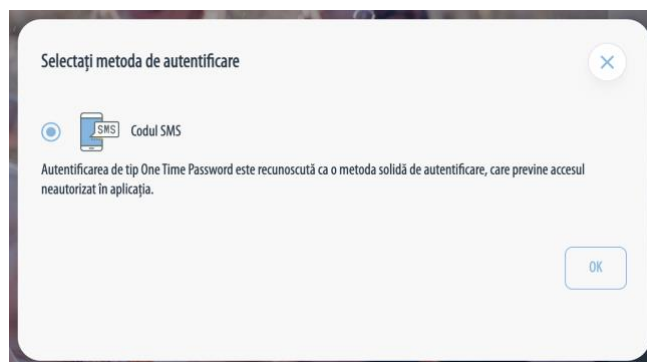 Selectați metoda de autentificare
SMS
Codul SMS
Autentificarea de tip One Time Password este recunoscută ca o metoda solidă de autentificare, care previne accesul
neautorizat în aplicația.
OK